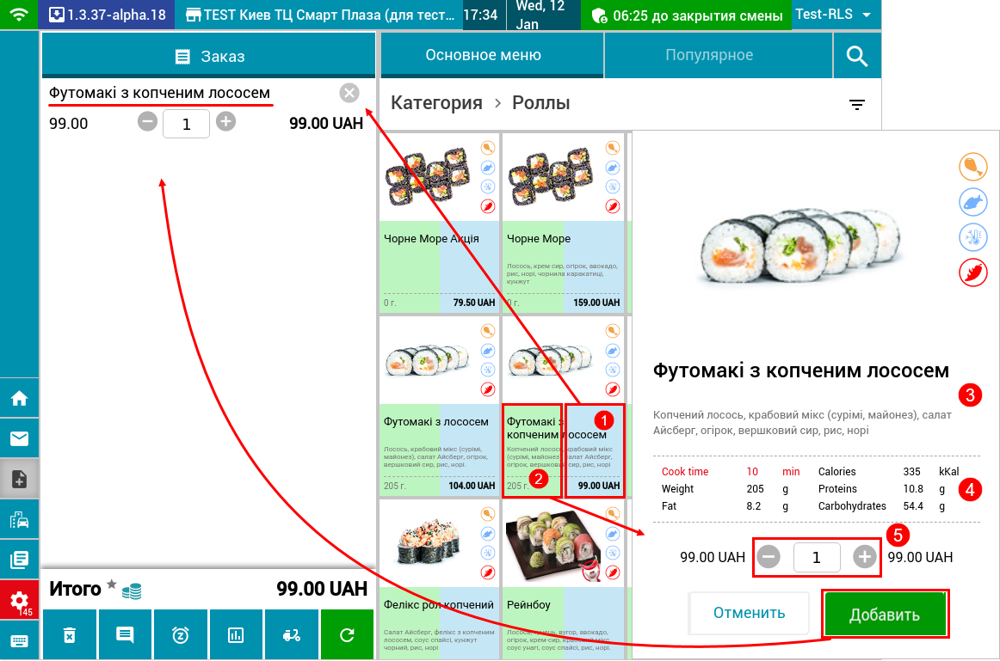 1.3.37-alpha.18
TEST Киев ТЦ Смарт Плаза (для тест...
17:34
Wed, 12
Jan
06:25 до закрытия смены
Test-RLS
Заказ
Основное меню
Популярное
Футомакі з копченим лососем
99.00
1
99.00 UAH
Категория > Роллы
Чорне Море Акція
0 г.
79.50 UAH
Чорне Море
Лосось, крем сир, огірок, авокадо,
рис, норі, чорнила каракатиці,
кунжут
0 г.
159.00 UAH
Футомакі з лососем
Лосось, крабовий мікс (сурімі,
майонез), салат Айсберг, огірок,
вершковий сир, рис, норі.
205 г.
104.00 UAH
Футомакі з
копченим лососем
Копчений лосось, крабовий мікс
(сурімі, майонез), салат Айсберг,
огірок, вершковий сир, рис, норі
205 г.
99.00 UAH
1
2
Фелікс рол копчений
Салат Айсберг, фелікс з копченим
лососем, соус спайсі, кунжут
чорний, рис, норі
Рейнбоу
Лосось, тунець, вугор, авокадо,
огірок, крем-сир, крабовий мікс,
соус унагі, соус спайсі, рис, норі
Футомакі з копченим лососем
3
Копчений лосось, крабовий мікс (сурімі, майонез), салат
Айсберг, огірок, вершковий сир, рис, норі
Cook time 10 min Calories 335 kKal
Weight 205 g Proteins 10.8 g
Fat 8.2 g Carbohydrates 54.4 g
4
5
99.00 UAH
1
99.00 UAH
Отменить
Добавить
Итого
99.00 UAH
145